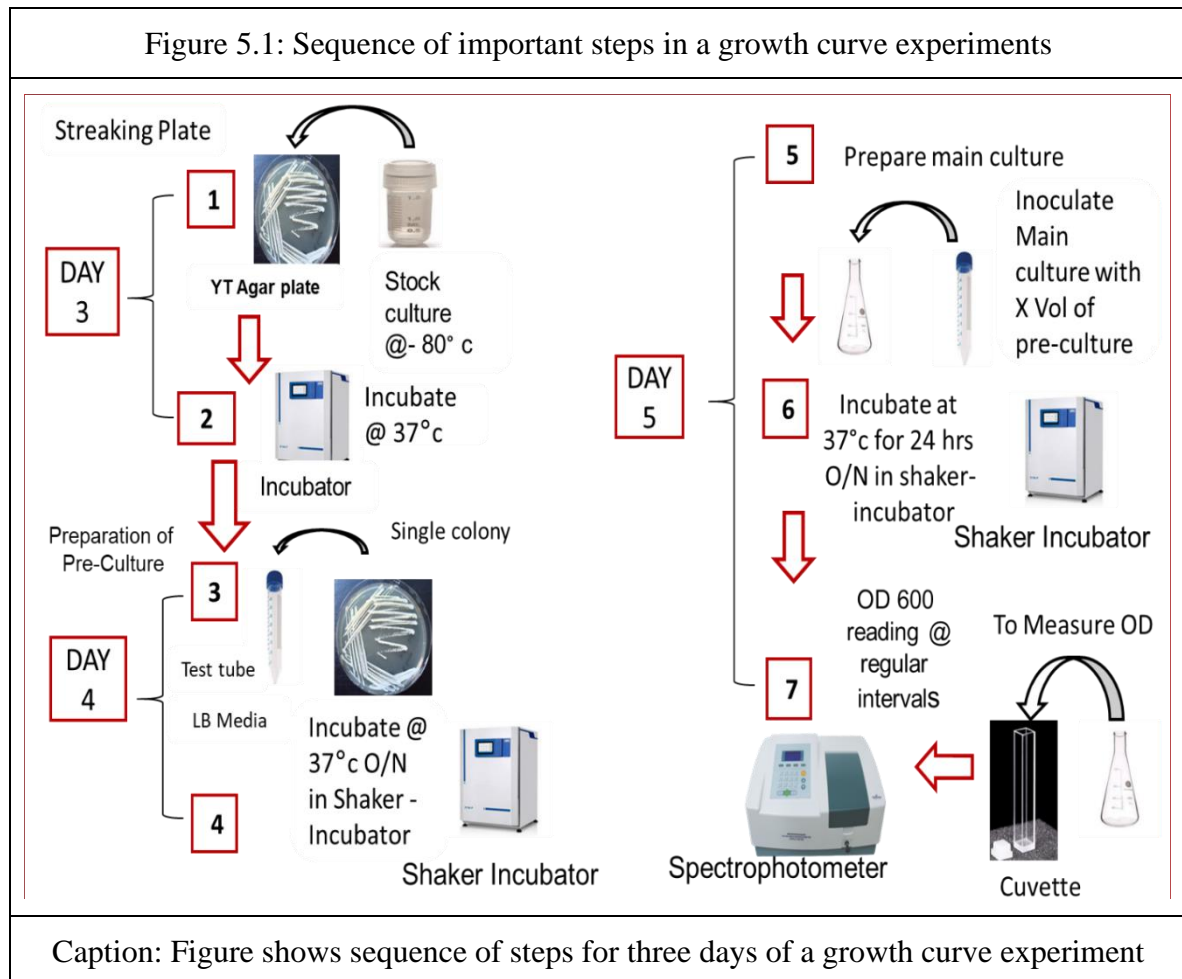 Figure 5.1: Sequence of important steps in a growth curve experiments
Streaking Plate
1
DAY
3
YT Agar plate
Stock
culture
@- 80° c
2
Incubate
@ 37°c
Incubator
Preparation of
Pre-Culture
Single colony
3
DAY
4
Test tube
LB Media
Incubate @
37°c O/N
in Shaker -
Incubator
4
Shaker Incubator
5
Prepare main culture
Inoculate
Main
culture with
X Vol of
pre-culture
DAY
5
6
Incubate at
37°c for 24 hrs
O/N in shaker-
incubator
Shaker Incubator
OD 600
reading @
regular
intervals
To Measure OD
7
Spectrophotometer
Cuvette
Caption: Figure shows sequence of steps for three days of a growth curve experiment